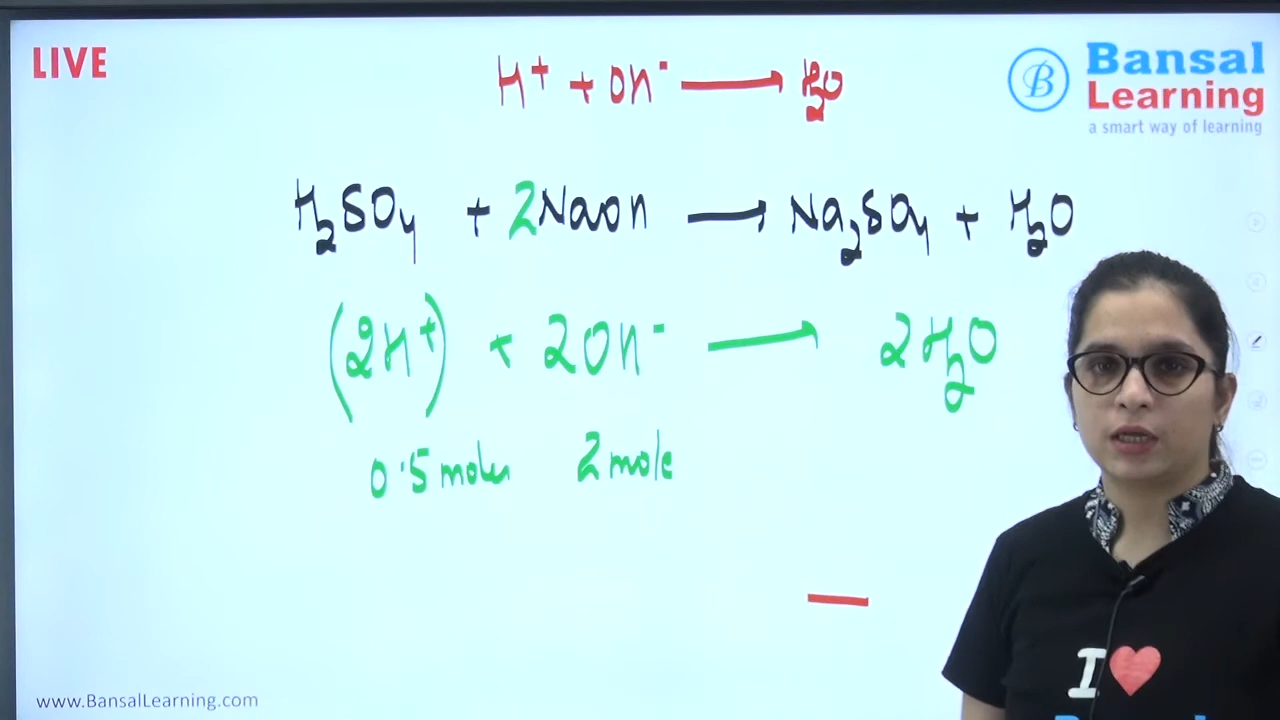 LIVE
Bansal
Learning
a smart way of learning
H⁺ + OH⁻ ⟶ H₂O
H₂SO₄ + 2NaOH ⟶ Na₂SO₄ + H₂O
(2H⁺) + 2OH⁻ ⟶ 2H₂O
0.5 moles 2 mole
I ❤
www.BansalLearning.com